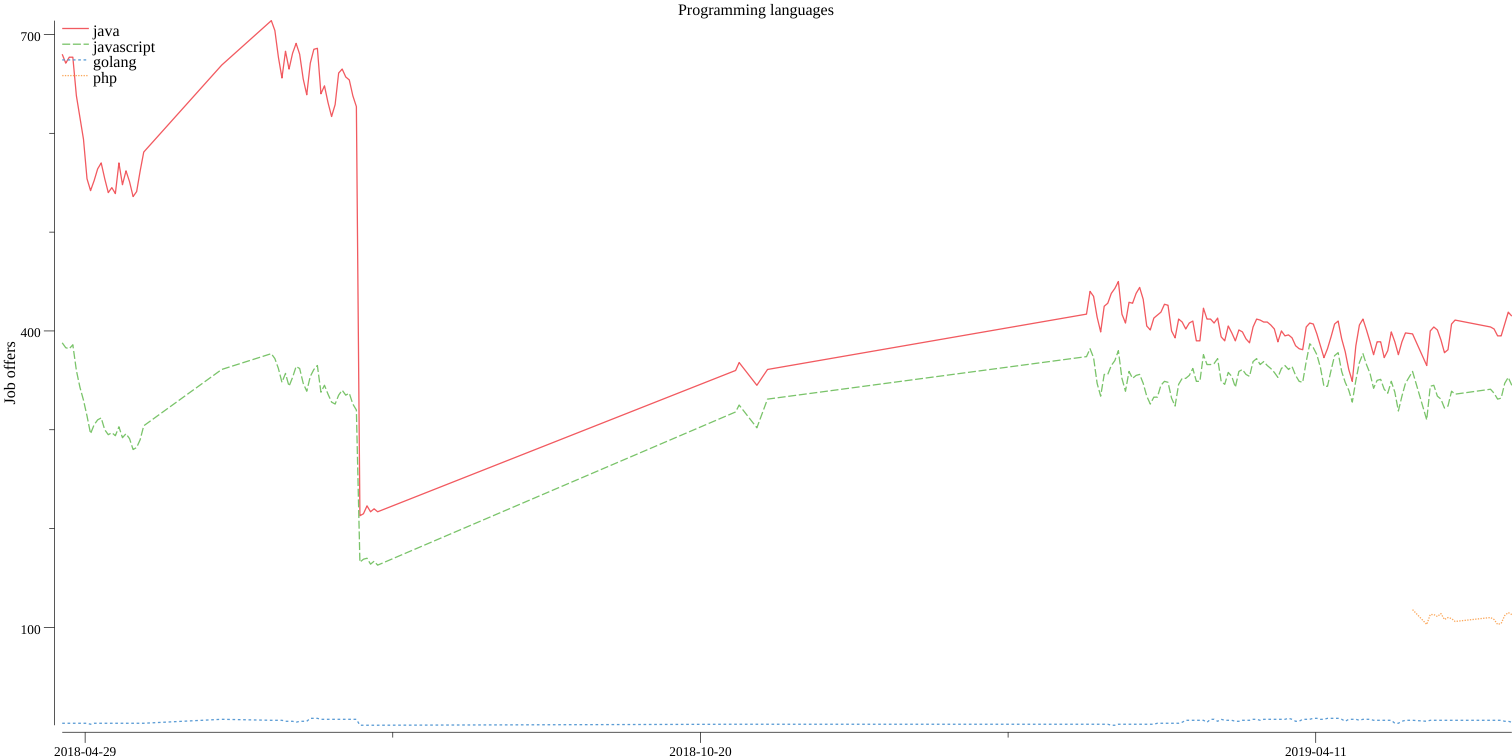 Programming languages
700
java
javascript
golang
php
400
Job offers
100
2018-04-29
2018-10-20
2019-04-11